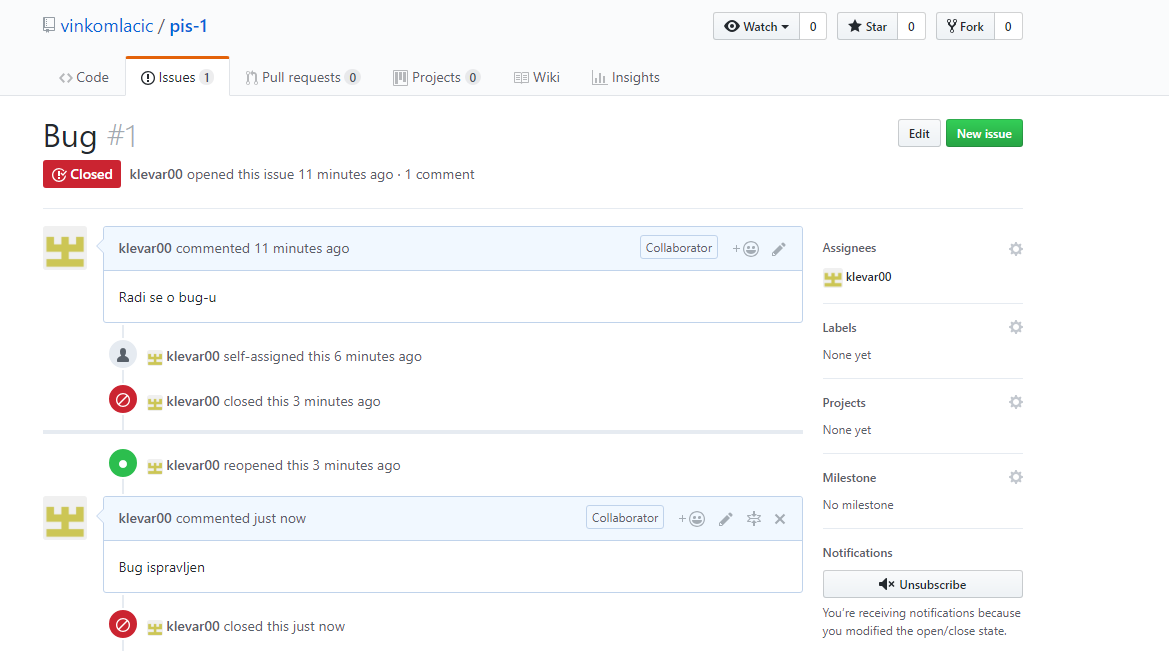 vinkomlacic / pis-1
Watch 0 Star 0 Fork 0
Code Issues 1 Pull requests 0 Projects 0 Wiki Insights
Bug #1
Edit New issue
Closed klevar00 opened this issue 11 minutes ago · 1 comment
klevar00 commented 11 minutes ago Collaborator
Radi se o bug-u
klevar00 self-assigned this 6 minutes ago
klevar00 closed this 3 minutes ago
klevar00 reopened this 3 minutes ago
klevar00 commented just now Collaborator
Bug ispravljen
klevar00 closed this just now
Assignees
klevar00
Labels
None yet
Projects
None yet
Milestone
No milestone
Notifications
Unsubscribe
You're receiving notifications because
you modified the open/close state.